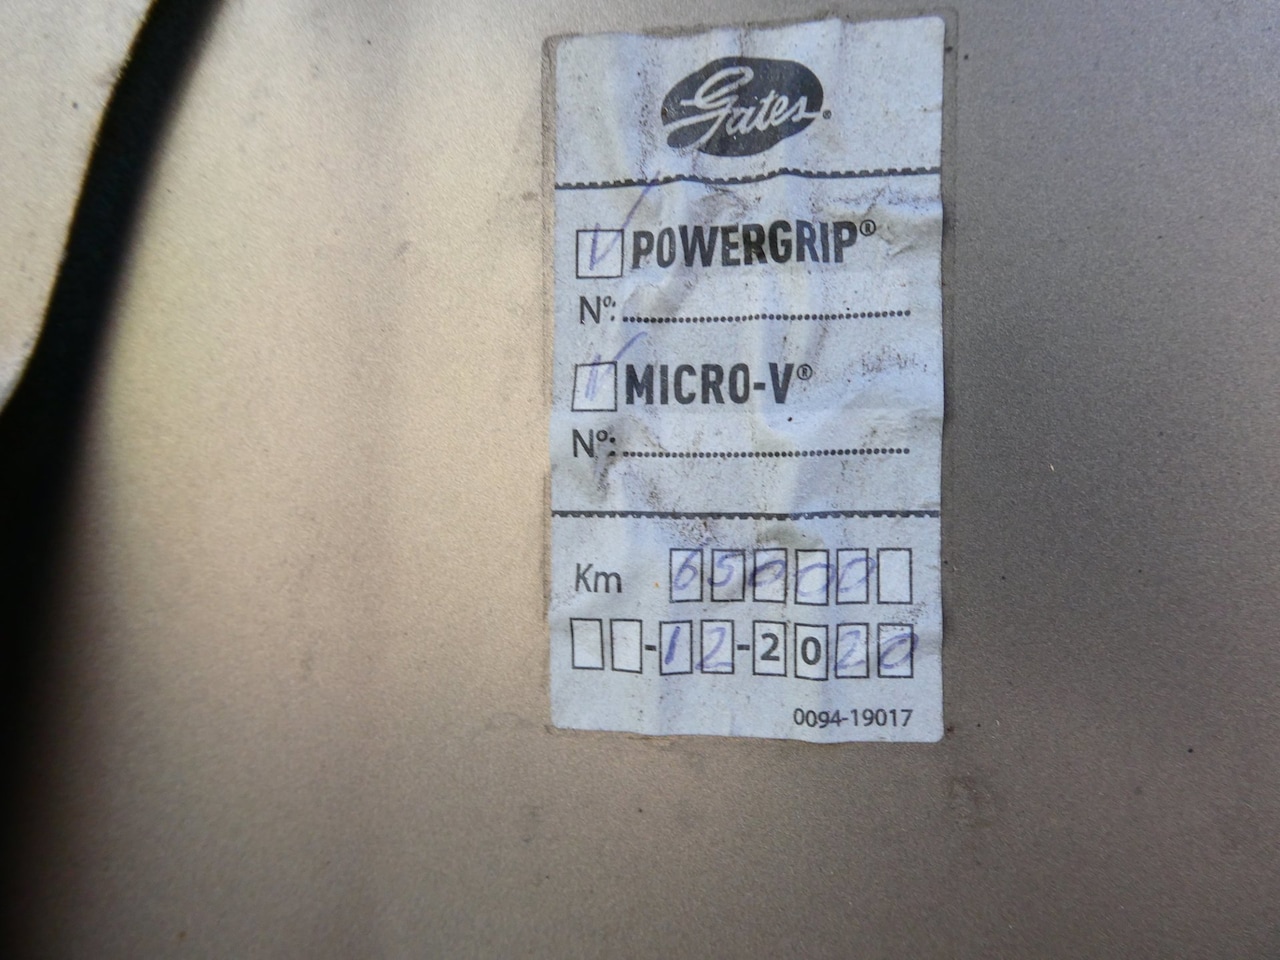 Gates®
V POWERGRIP®
Nº:
V MICRO-V®
Nº:
Km 65000
-12-2020
0094-19017